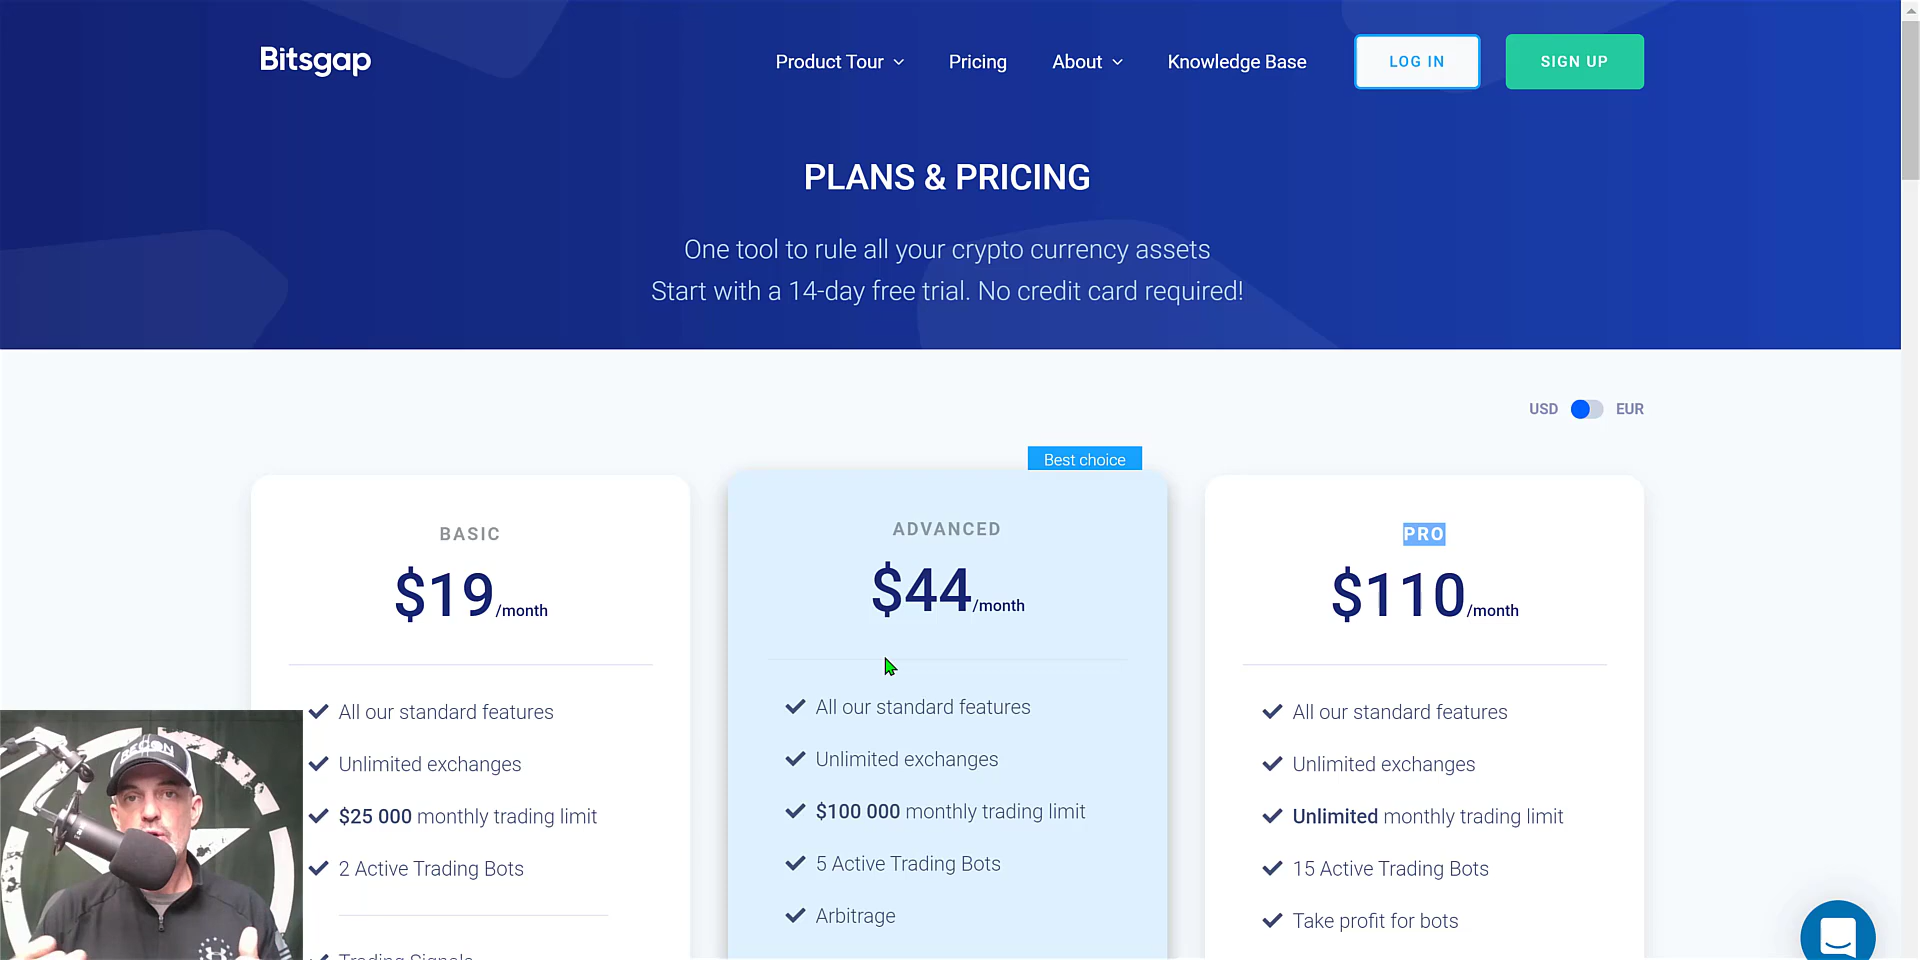 Bitsgap
Product Tour
Pricing
About
Knowledge Base
LOG IN
SIGN UP
PLANS & PRICING
One tool to rule all your crypto currency assets
Start with a 14-day free trial. No credit card required!
USD
EUR
Best choice
BASIC
$19/month
All our standard features
Unlimited exchanges
$25 000 monthly trading limit
2 Active Trading Bots
Trading Signals
ADVANCED
$44/month
All our standard features
Unlimited exchanges
$100 000 monthly trading limit
5 Active Trading Bots
Arbitrage
PRO
$110/month
All our standard features
Unlimited exchanges
Unlimited monthly trading limit
15 Active Trading Bots
Take profit for bots
RECON